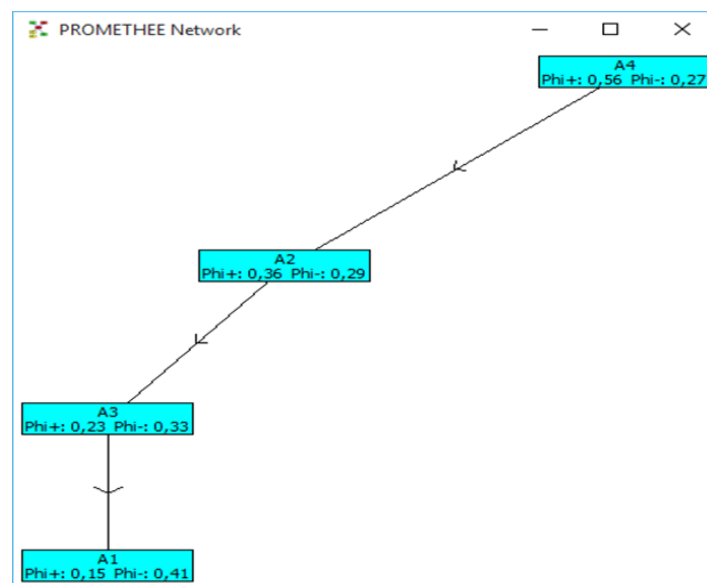 PROMETHEE Network
A4
Phi+: 0,56 Phi-: 0,27
A2
Phi+: 0,36 Phi-: 0,29
A3
Phi+: 0,23 Phi-: 0,33
A1
Phi+: 0,15 Phi-: 0,41